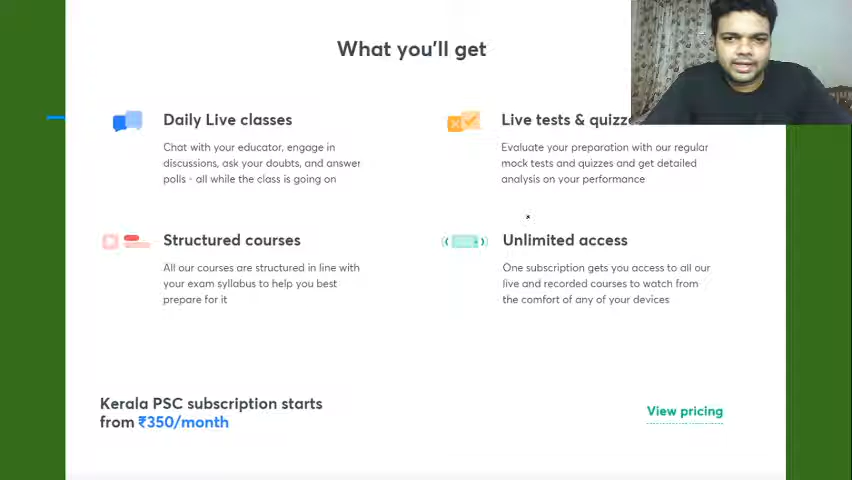 What you'll get
Daily Live classes
Chat with your educator, engage in
discussions, ask your doubts, and answer
polls - all while the class is going on
Live tests &
Evaluate your preparation with our regular
mock tests and quizzes and get detailed
analysis on your performance
Structured courses
All our courses are structured in line with
your exam syllabus to help you best
prepare for it
Unlimited access
One subscription gets you access to all our
live and recorded courses to watch from
the comfort of any of your devices
Kerala PSC subscription starts
from ₹350/month
View pricing